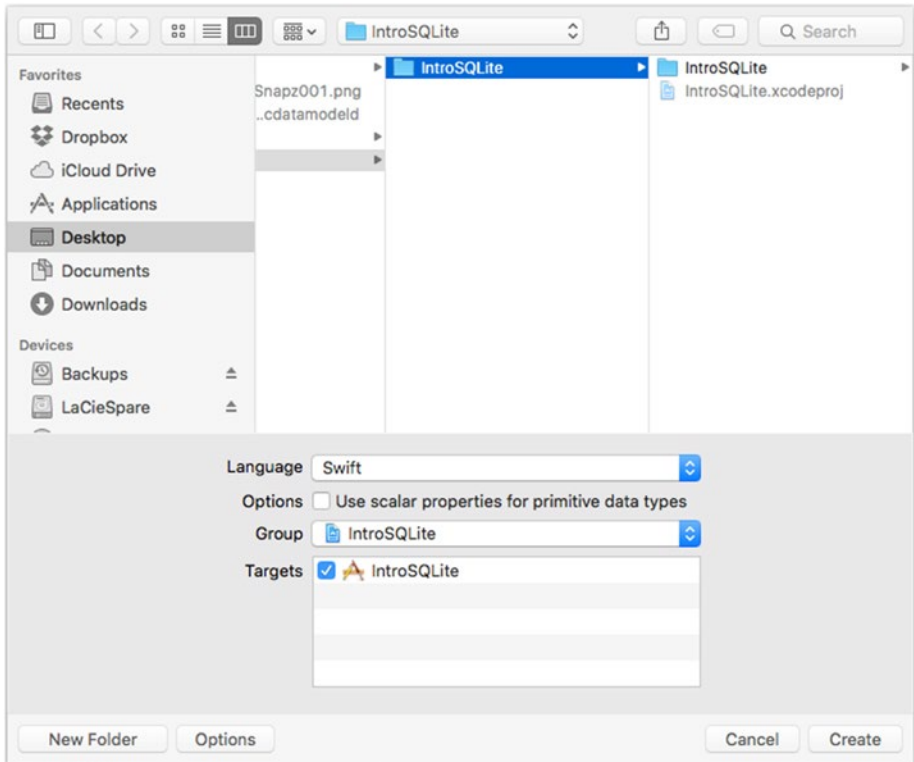 IntroSQLite
Search
Favorites
Recents
Dropbox
iCloud Drive
Applications
Desktop
Documents
Downloads
Devices
Backups
LaCieSpare
Snapz001.png
..cdatamodeld
IntroSQLite
IntroSQLite
IntroSQLite.xcodeproj
Language Swift
Options Use scalar properties for primitive data types
Group IntroSQLite
Targets IntroSQLite
New Folder Options Cancel Create